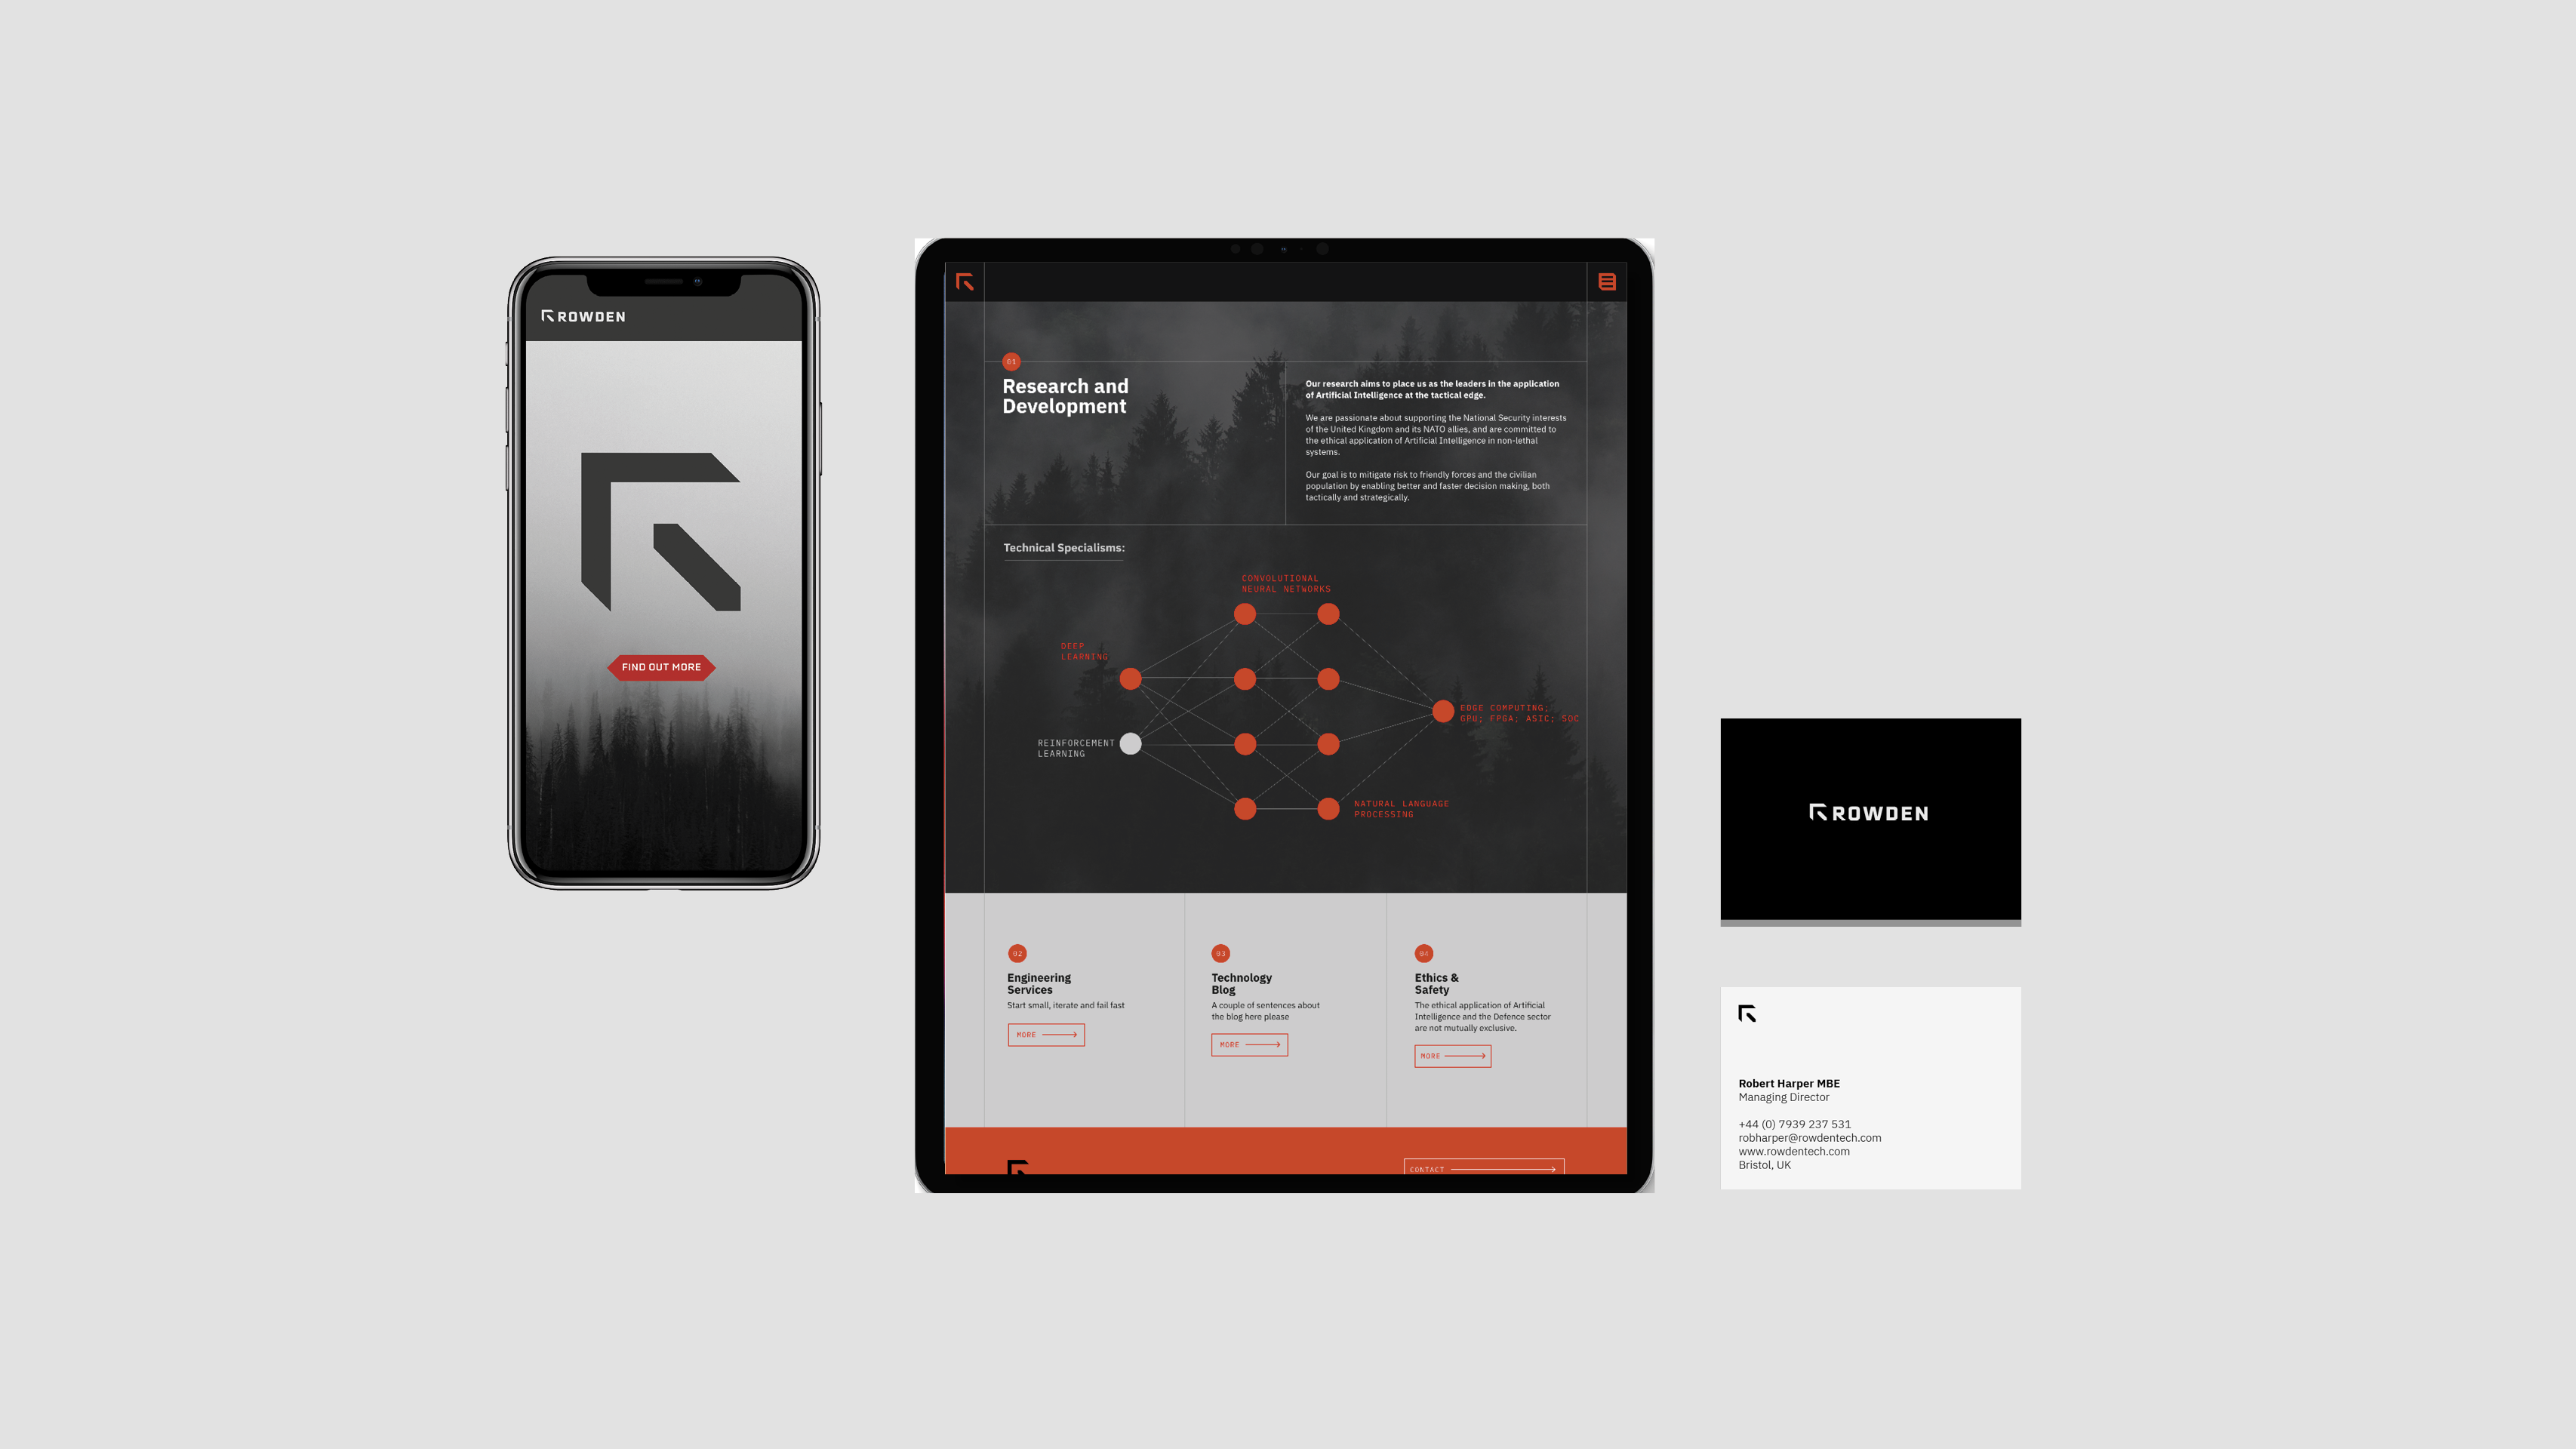 ROWDEN
FIND OUT MORE
01
Research and
Development
Our research aims to place us as the leaders in the application
of Artificial Intelligence at the tactical edge.
We are passionate about supporting the National Security interests
of the United Kingdom and its NATO allies, and are committed to
the ethical application of Artificial Intelligence in non-lethal
systems.
Our goal is to mitigate risk to friendly forces and the civilian
population by enabling better and faster decision making, both
tactically and strategically.
Technical Specialisms:
CONVOLUTIONAL
NEURAL NETWORKS
DEEP
LEARNING
REINFORCEMENT
LEARNING
EDGE COMPUTING;
GPU; FPGA; ASIC; SOC
NATURAL LANGUAGE
PROCESSING
02
Engineering
Services
Start small, iterate and fail fast
MORE
03
Technology
Blog
A couple of sentences about
the blog here please
MORE
04
Ethics &
Safety
The ethical application of Artificial
Intelligence and the Defence sector
are not mutually exclusive.
MORE
CONTACT
ROWDEN
Robert Harper MBE
Managing Director
+44 (0) 7939 237 531
robharper@rowdentech.com
www.rowdentech.com
Bristol, UK